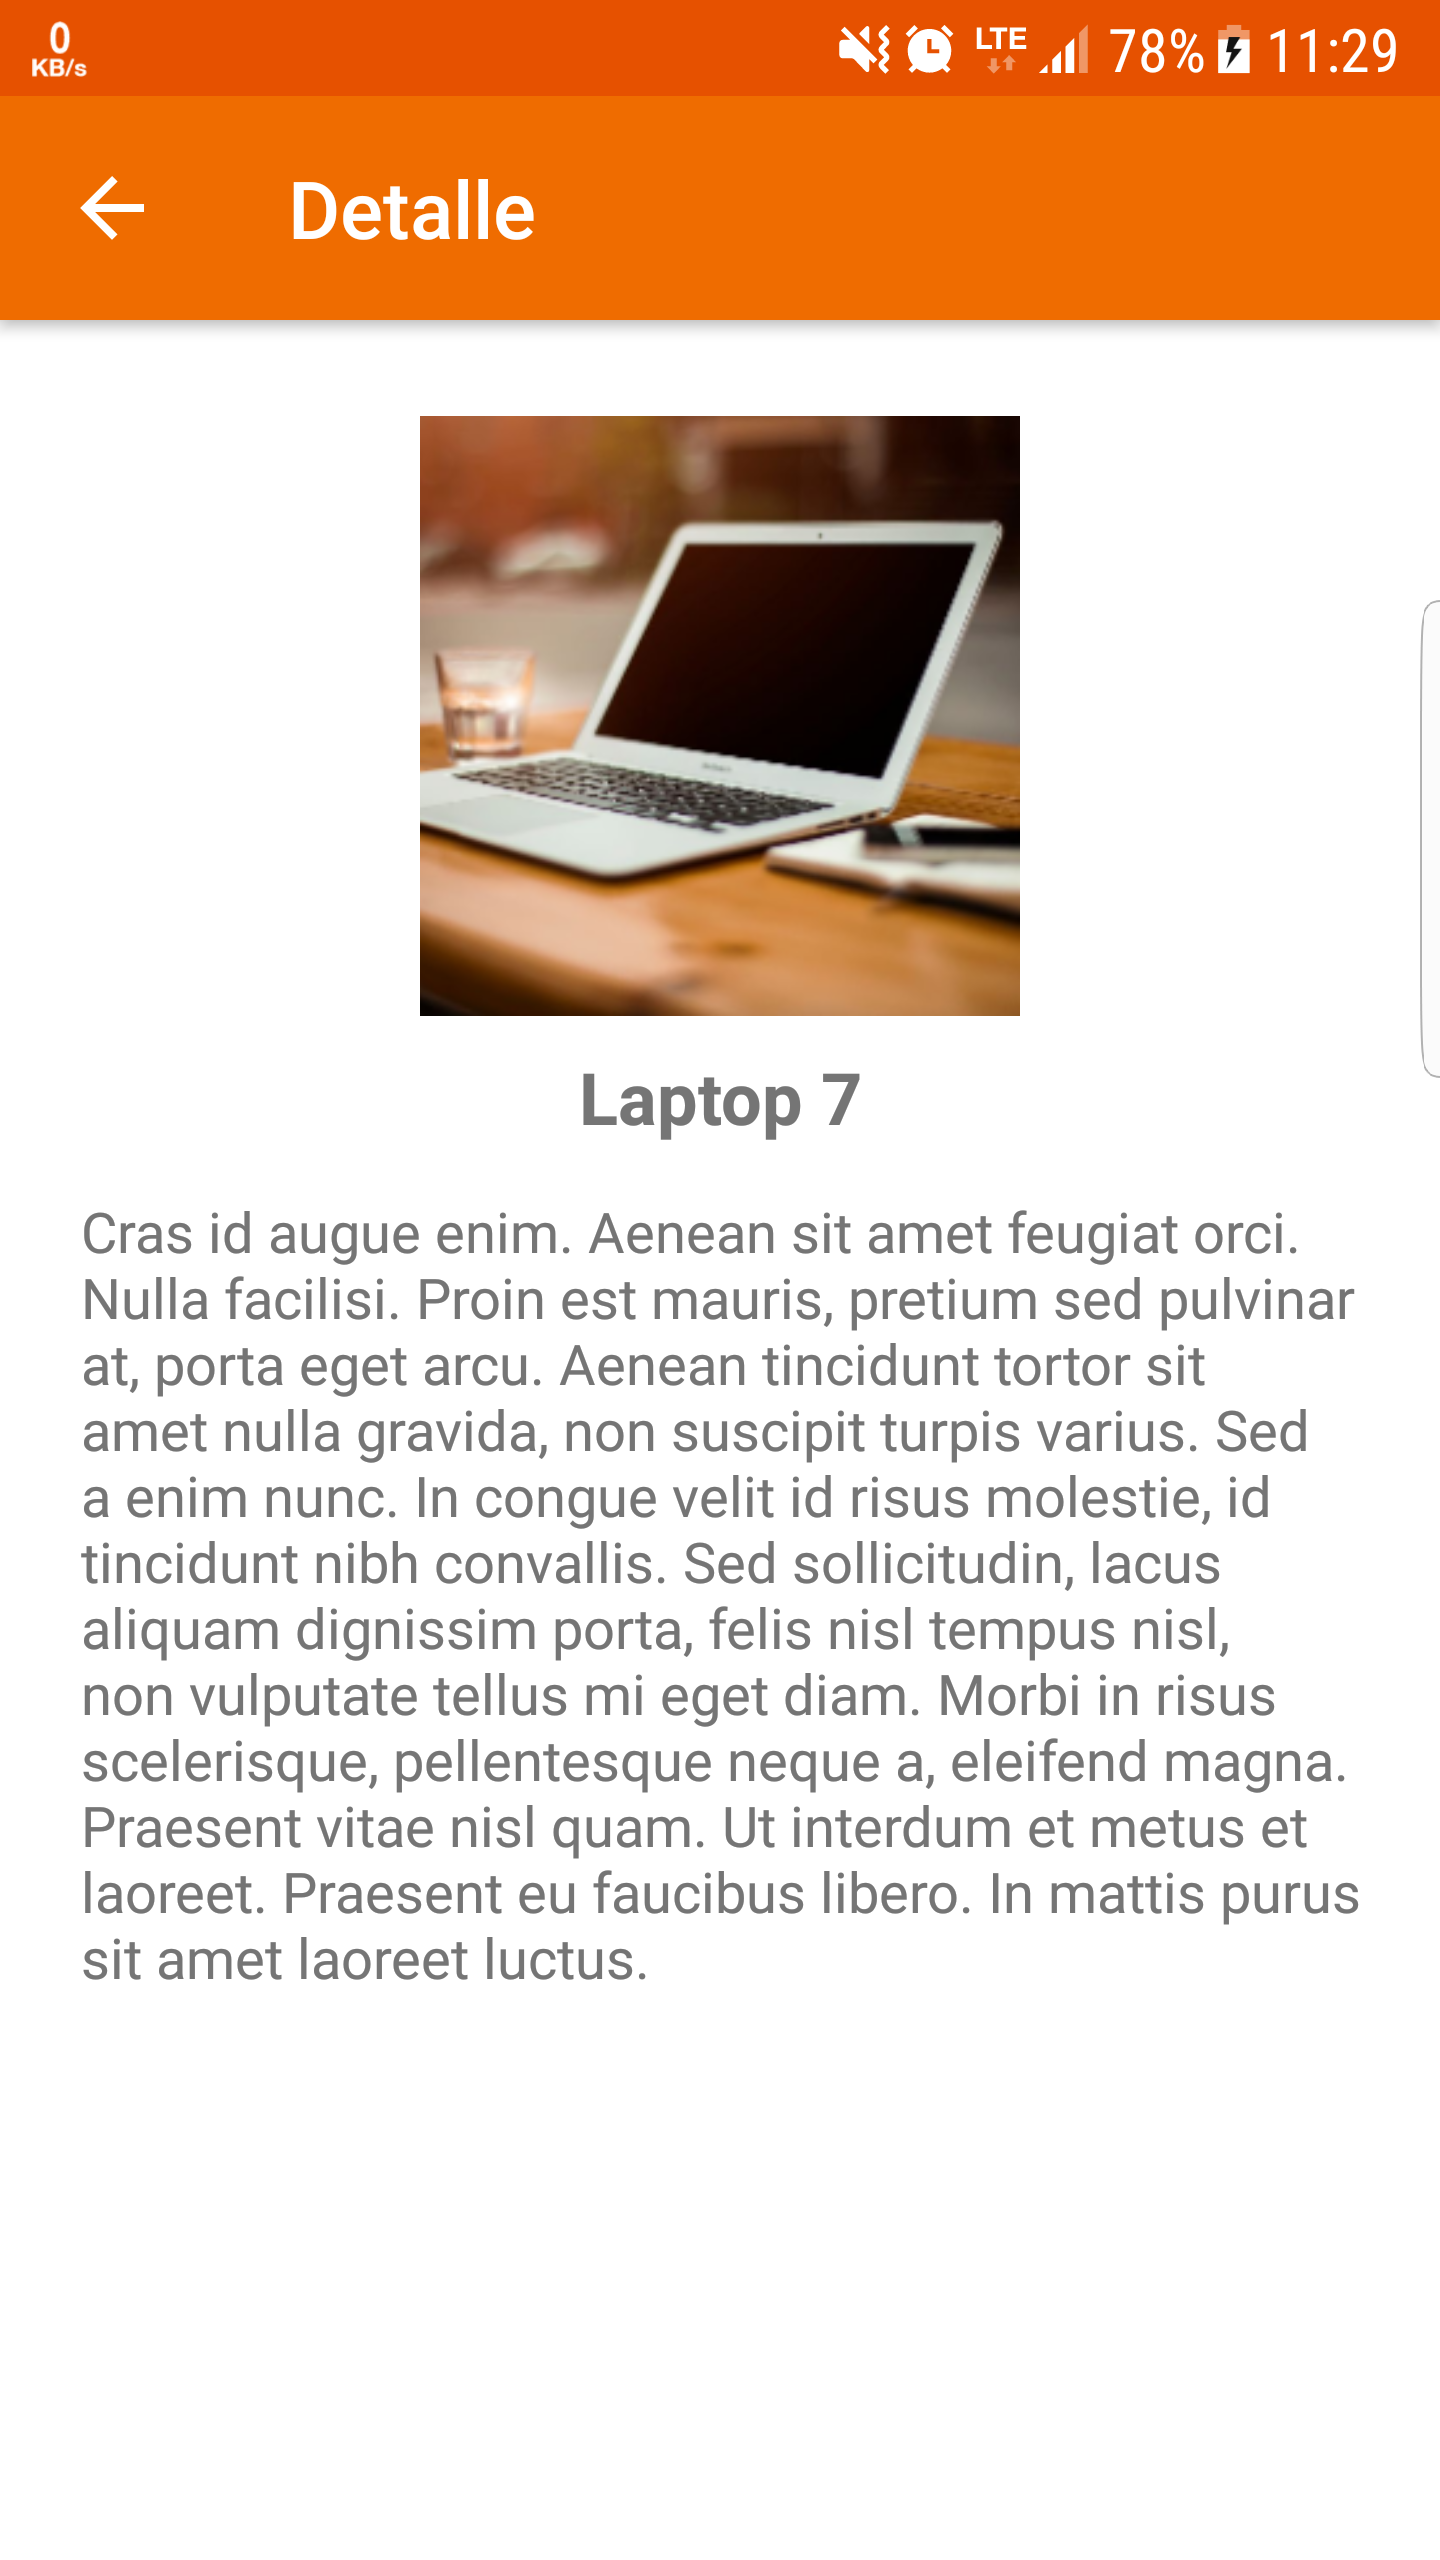 0
KB/s
LTE
78%
11:29
Detalle
Laptop 7
Cras id augue enim. Aenean sit amet feugiat orci.
Nulla facilisi. Proin est mauris, pretium sed pulvinar
at, porta eget arcu. Aenean tincidunt tortor sit
amet nulla gravida, non suscipit turpis varius. Sed
a enim nunc. In congue velit id risus molestie, id
tincidunt nibh convallis. Sed sollicitudin, lacus
aliquam dignissim porta, felis nisl tempus nisl,
non vulputate tellus mi eget diam. Morbi in risus
scelerisque, pellentesque neque a, eleifend magna.
Praesent vitae nisl quam. Ut interdum et metus et
laoreet. Praesent eu faucibus libero. In mattis purus
sit amet laoreet luctus.